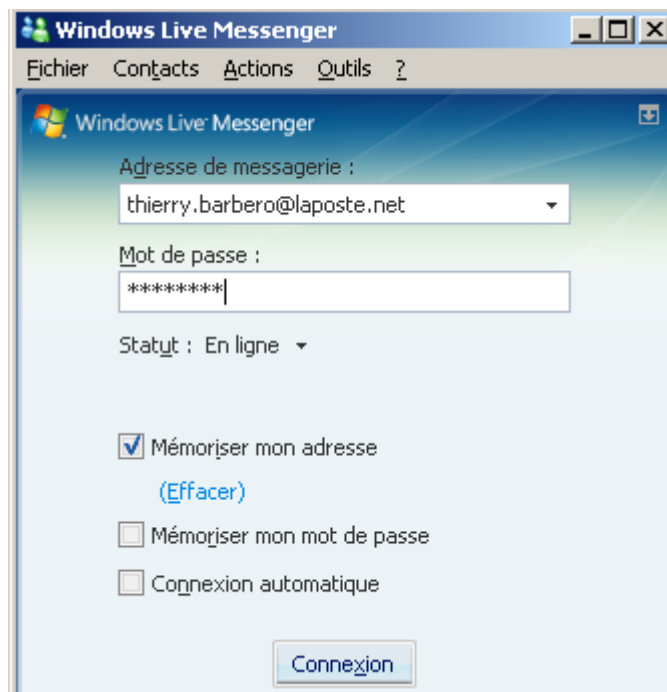 Windows Live Messenger
Fichier Contacts Actions Outils ?
Windows Live Messenger
Adresse de messagerie :
thierry.barbero@laposte.net
Mot de passe :
********
Statut : En ligne
Mémoriser mon adresse
(Effacer)
Mémoriser mon mot de passe
Connexion automatique
Connexion